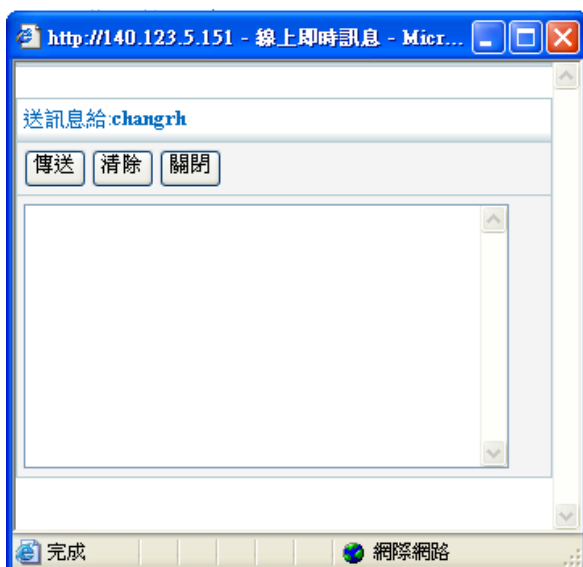 http://140.123.5.151 - 線上即時訊息 - Micr...
送訊息給:changrh
傳送 清除 關閉
完成 網際網路